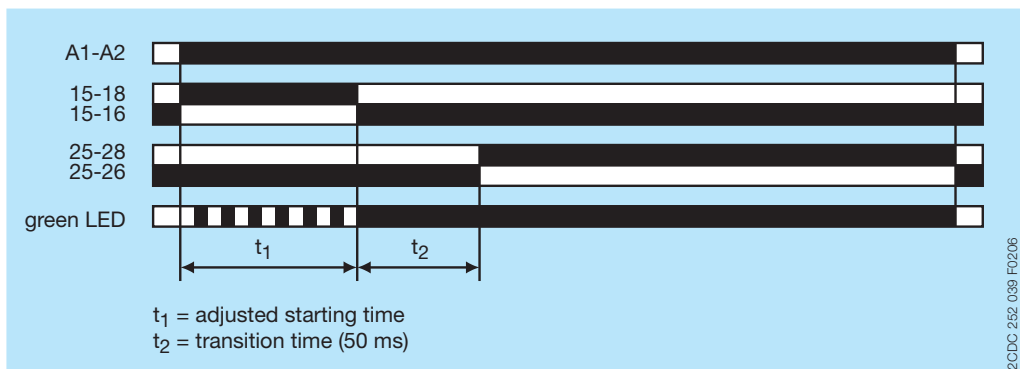 A1-A2
15-18
15-16
25-28
25-26
green LED
t1
t2
t1 = adjusted starting time
t2 = transition time (50 ms)
2CDC 252 039 F0206